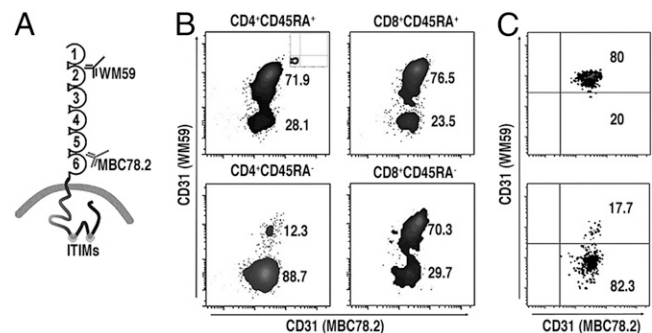 A
1
2
3
4
5
6
WM59
MBC78.2
ITIMs
B
CD4⁺CD45RA⁺
CD8⁺CD45RA⁺
71.9
28.1
76.5
23.5
CD4⁺CD45RA⁻
CD8⁺CD45RA⁻
12.3
88.7
70.3
29.7
CD31 (WM59)
CD31 (MBC78.2)
C
80
20
17.7
82.3
CD31 (WM59)
CD31 (MBC78.2)